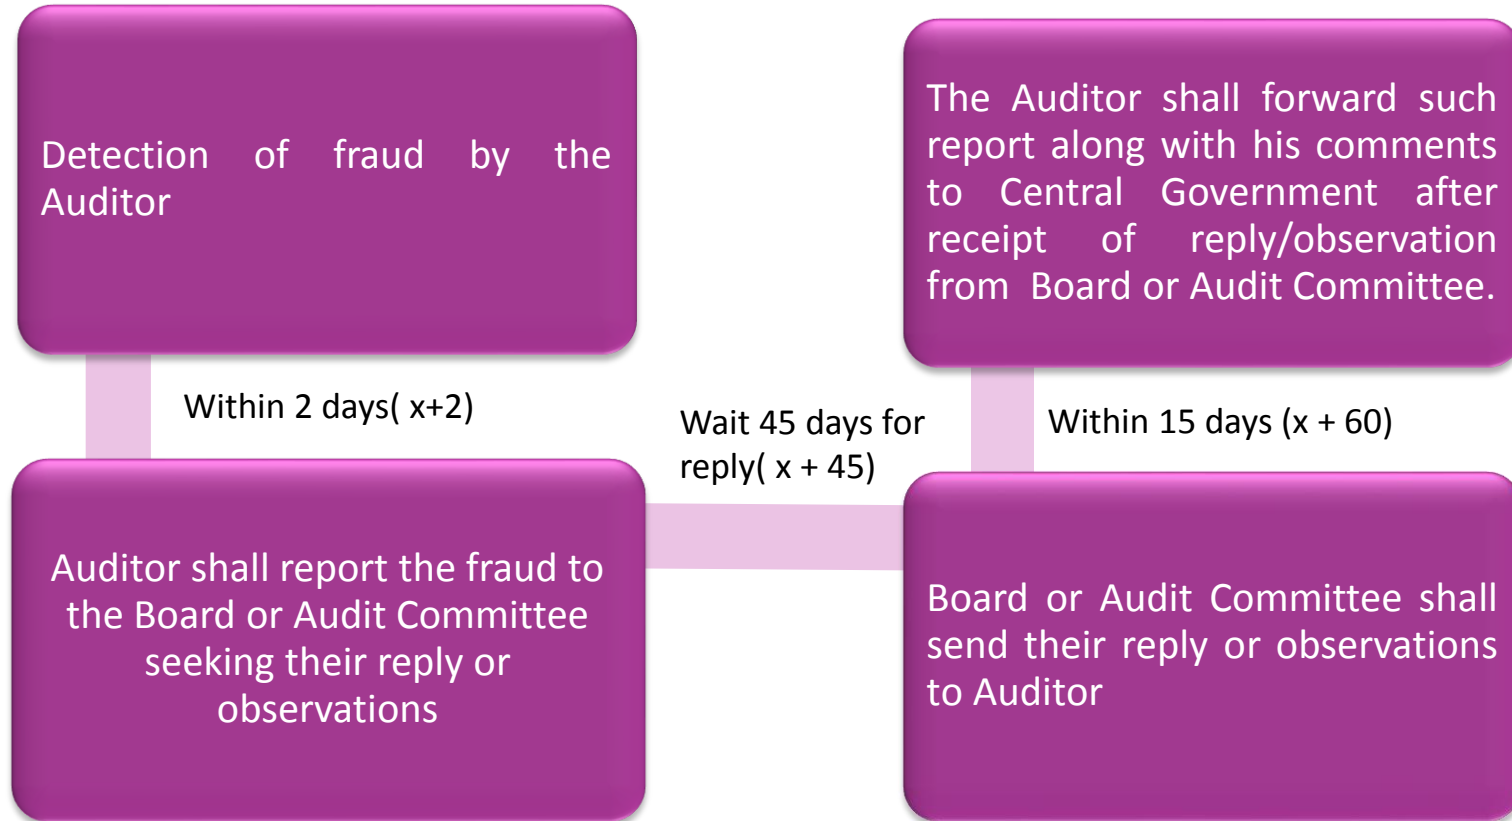 Detection of fraud by the
Auditor
Within 2 days( x+2)
Auditor shall report the fraud to
the Board or Audit Committee
seeking their reply or
observations
Wait 45 days for
reply( x + 45)
Board or Audit Committee shall
send their reply or observations
to Auditor
Within 15 days (x + 60)
The Auditor shall forward such
report along with his comments
to Central Government after
receipt of reply/observation
from Board or Audit Committee.